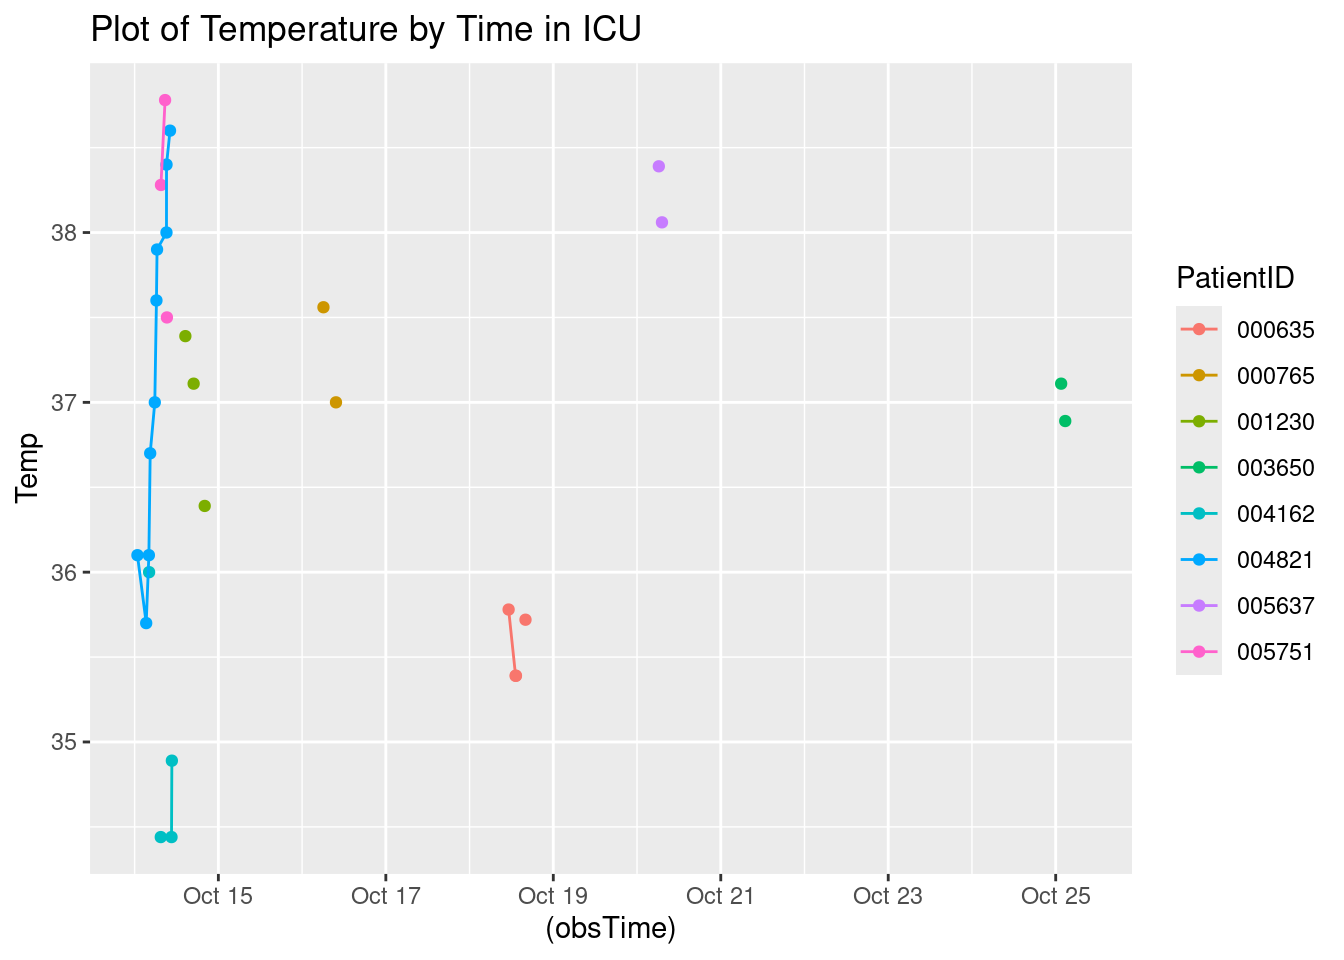 Plot of Temperature by Time in ICU
38
37
36
35
Temp
Oct 15
Oct 17
Oct 19
Oct 21
Oct 23
Oct 25
(obsTime)
PatientID
000635
000765
001230
003650
004162
004821
005637
005751